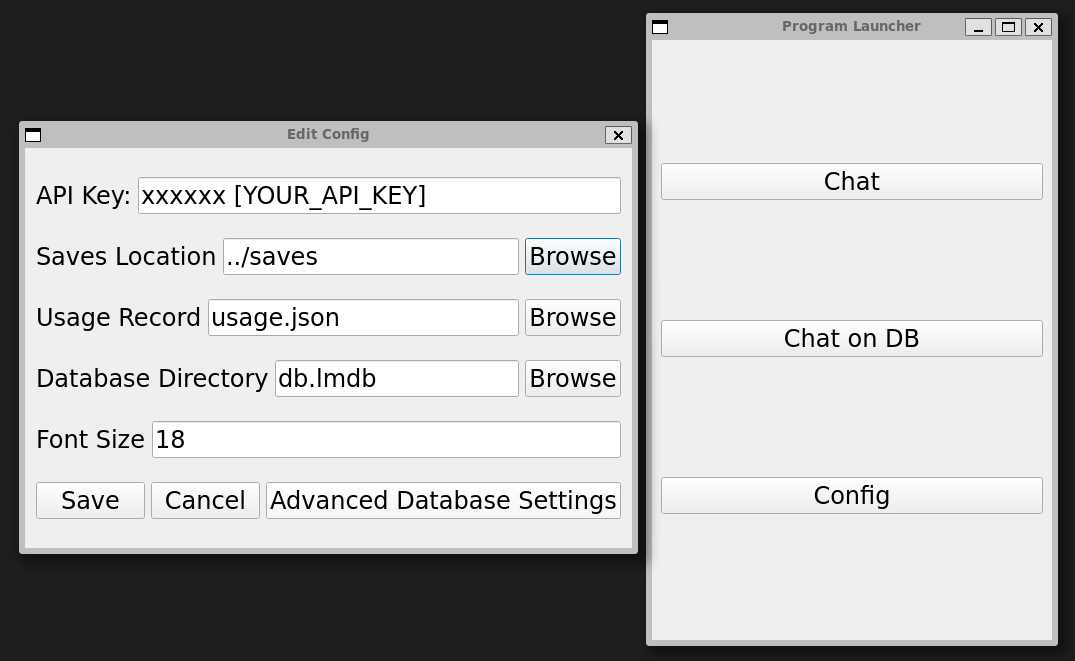 Program Launcher
Edit Config
API Key: xxxxxx [YOUR_API_KEY]
Chat
Saves Location ../saves Browse
Usage Record usage.json Browse
Chat on DB
Database Directory db.lmdb Browse
Font Size 18
Save Cancel Advanced Database Settings
Config